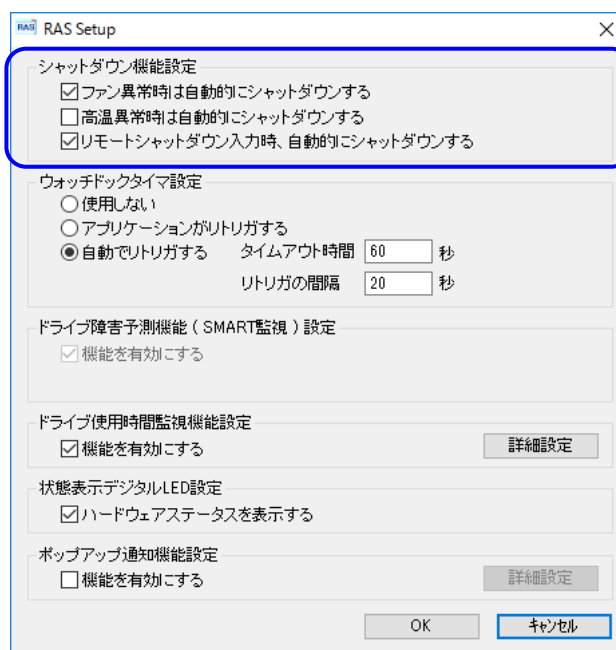 RAS RAS Setup
シャットダウン機能設定
ファン異常時は自動的にシャットダウンする
高温異常時は自動的にシャットダウンする
リモートシャットダウン入力時、自動的にシャットダウンする
ウォッチドックタイマ設定
使用しない
アプリケーションがリトリガする
自動でリトリガする タイムアウト時間 60 秒
リトリガの間隔 20 秒
ドライブ障害予測機能 ( SMART監視 ) 設定
機能を有効にする
ドライブ使用時間監視機能設定
機能を有効にする 詳細設定
状態表示デジタルLED設定
ハードウェアステータスを表示する
ポップアップ通知機能設定
機能を有効にする 詳細設定
OK キャンセル